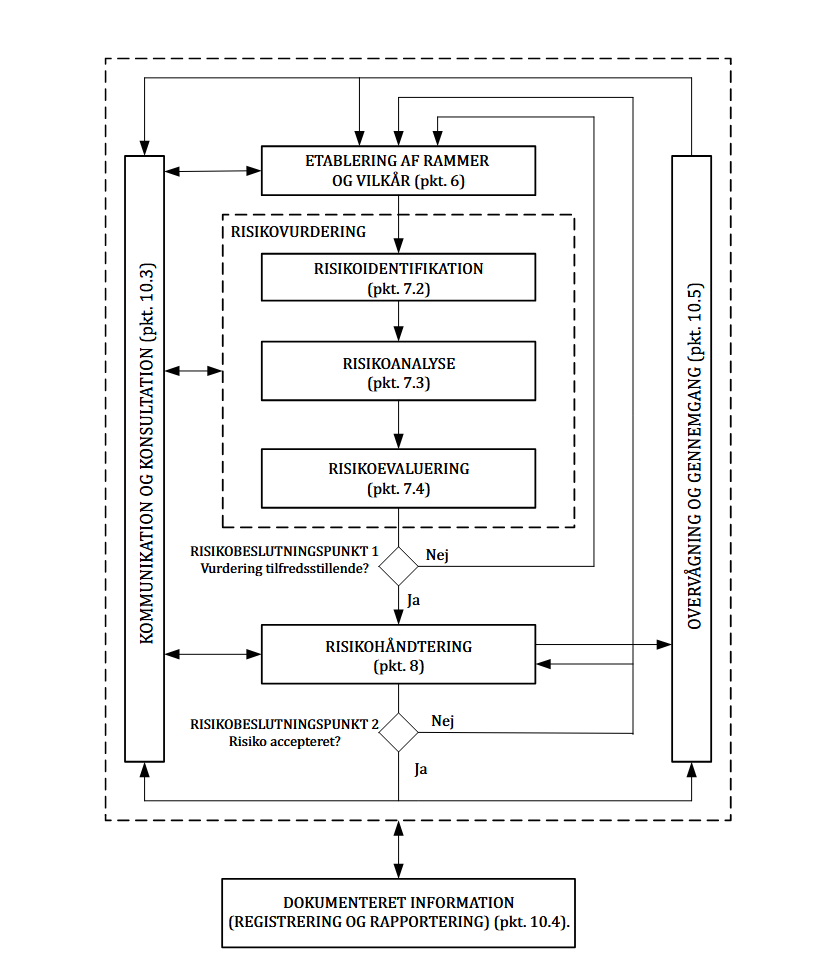 ETABLERING AF RAMMER
OG VILKÅR (pkt. 6)
RISIKOVURDERING
RISIKOIDENTIFIKATION
(pkt. 7.2)
RISIKOANALYSE
(pkt. 7.3)
RISIKOEVALUERING
(pkt. 7.4)
RISIKOBESLUTNINGSPUNKT 1
Vurdering tilfredsstillende?
Nej
Ja
RISIKOHÅNDTERING
(pkt. 8)
RISIKOBESLUTNINGSPUNKT 2
Risiko accepteret?
Nej
Ja
KOMMUNIKATION OG KONSULTATION (pkt. 10.3)
OVERVÅGNING OG GENNEMGANG (pkt. 10.5)
DOKUMENTERET INFORMATION
(REGISTRERING OG RAPPORTERING) (pkt. 10.4).